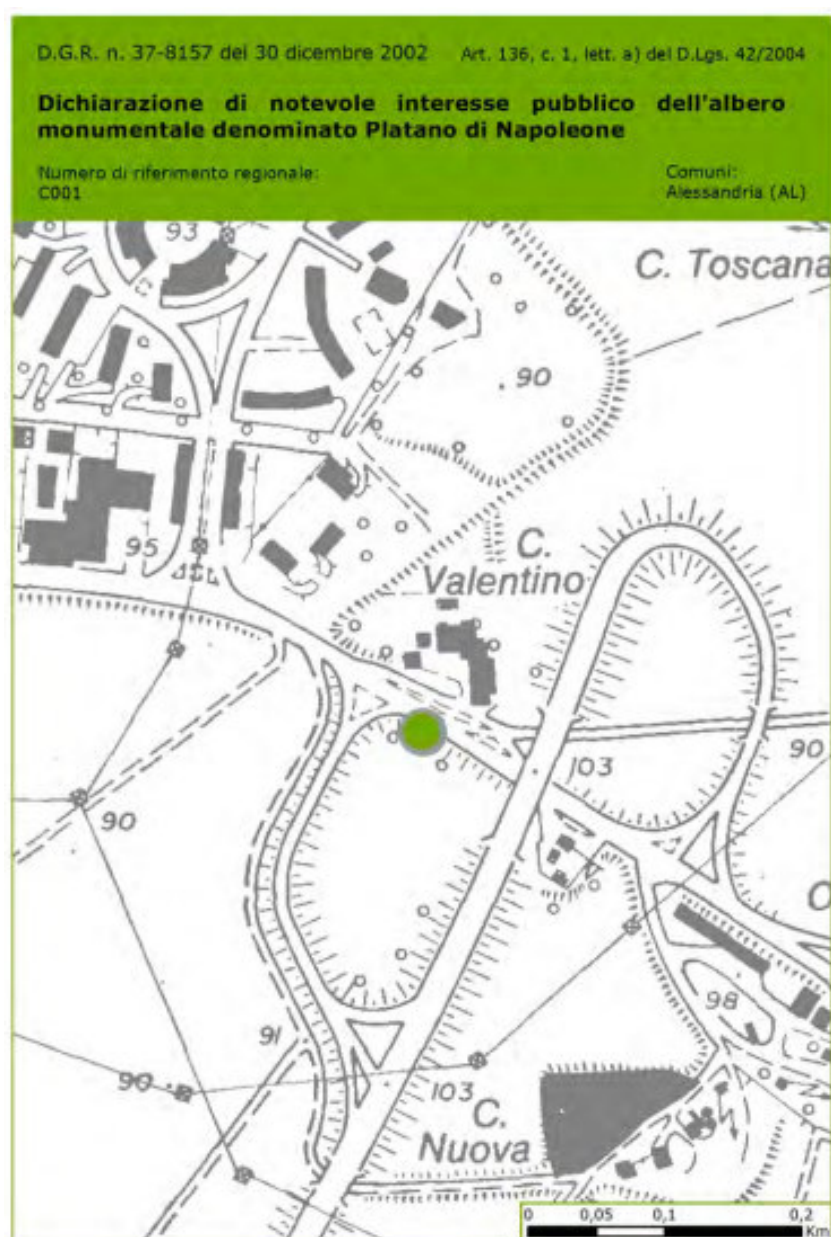 D.G.R. n. 37-8157 del 30 dicembre 2002 Art. 136, c. 1, lett. a) del D.Lgs. 42/2004
Dichiarazione di notevole interesse pubblico dell'albero
monumentale denominato Platano di Napoleone
Numero di riferimento regionale:
C001
Comuni:
Alessandria (AL)
93
C. Toscana
90
95
C.
Valentino
103
90
90
98
91
90
103
C.
Nuova
0 0,05 0,1 0,2
Km